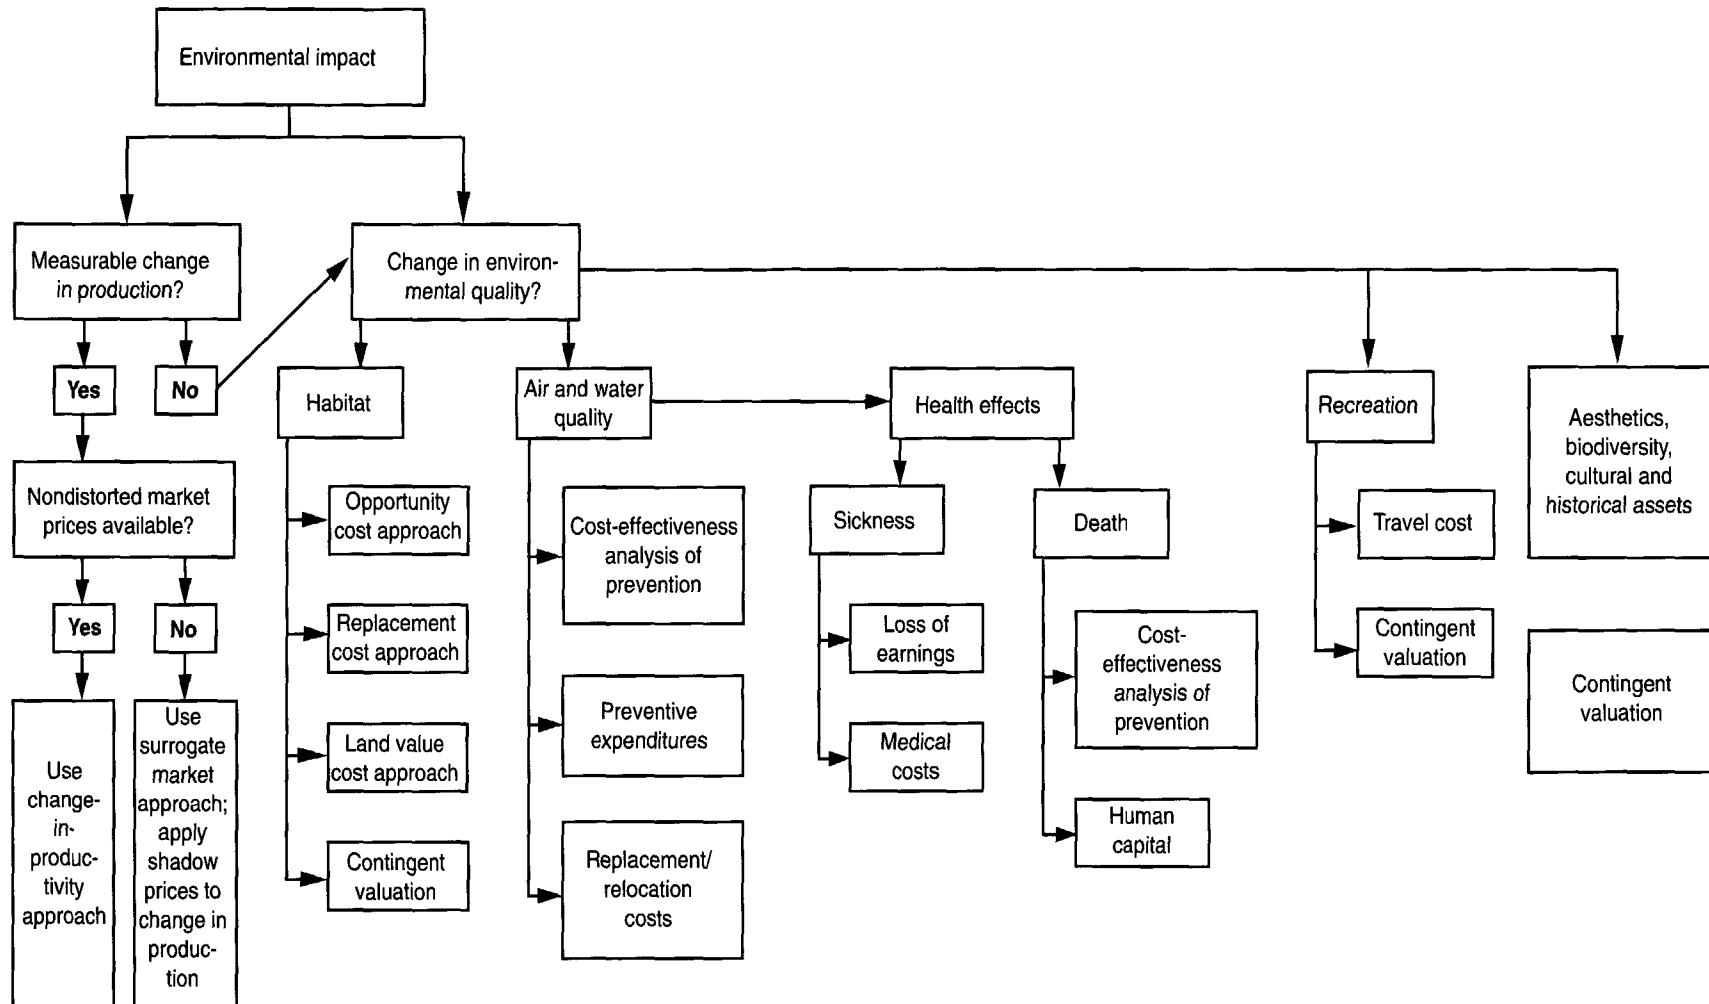 Environmental impact
Measurable change
in production?
Change in environ-
mental quality?
Yes
No
Habitat
Air and water
quality
Health effects
Recreation
Aesthetics,
biodiversity,
cultural and
historical assets
Nondistorted market
prices available?
Opportunity
cost approach
Cost-effectiveness
analysis of
prevention
Sickness
Death
Travel cost
Yes
No
Replacement
cost approach
Loss of
earnings
Cost-
effectiveness
analysis of
prevention
Contingent
valuation
Contingent
valuation
Use
change-
in-
produc-
tivity
approach
Use
surrogate
market
approach;
apply
shadow
prices to
change in
produc-
tion
Land value
cost approach
Preventive
expenditures
Medical
costs
Human
capital
Contingent
valuation
Replacement/
relocation
costs